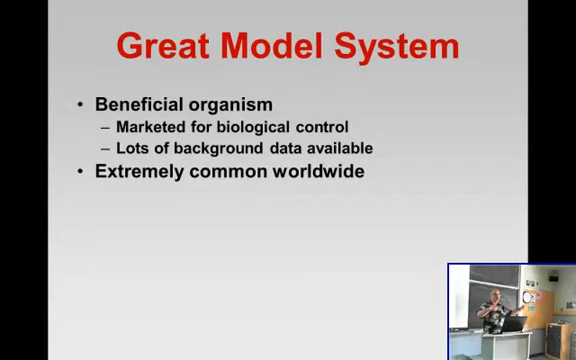 Great Model System
• Beneficial organism
– Marketed for biological control
– Lots of background data available
• Extremely common worldwide